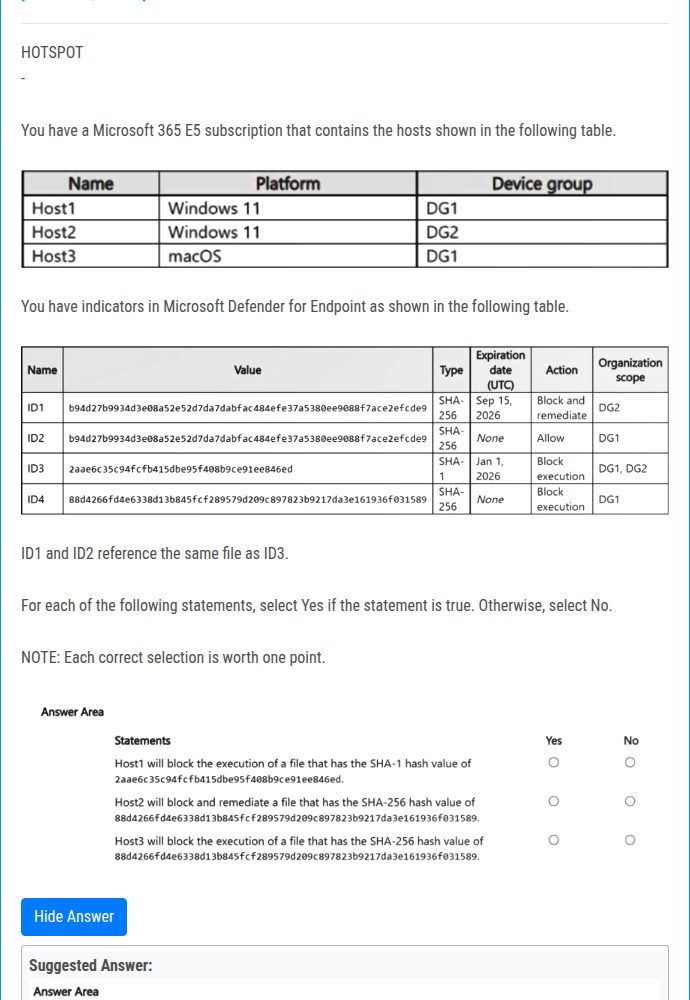 HOTSPOT
-
You have a Microsoft 365 E5 subscription that contains the hosts shown in the following table.
Name Platform Device group
Host1 Windows 11 DG1
Host2 Windows 11 DG2
Host3 macOS DG1
You have indicators in Microsoft Defender for Endpoint as shown in the following table.
Name Value Type Expiration date (UTC) Action Organization scope
ID1 b94d27b9934d3e08a52e52d7da7dabfac484efe37a5380ee9088f7ace2efcde9 SHA-256 Sep 15, 2026 Block and remediate DG2
ID2 b94d27b9934d3e08a52e52d7da7dabfac484efe37a5380ee9088f7ace2efcde9 SHA-256 None Allow DG1
ID3 2aae6c35c94fcfb415dbe95f408b9ce91ee846ed SHA-1 Jan 1, 2026 Block execution DG1, DG2
ID4 88d4266fd4e6338d13b845fcf289579d209c897823b9217da3e161936f031589 SHA-256 None Block execution DG1
ID1 and ID2 reference the same file as ID3.
For each of the following statements, select Yes if the statement is true. Otherwise, select No.
NOTE: Each correct selection is worth one point.
Answer Area
Statements Yes No
Host1 will block the execution of a file that has the SHA-1 hash value of
2aae6c35c94fcfb415dbe95f408b9ce91ee846ed.
Host2 will block and remediate a file that has the SHA-256 hash value of
88d4266fd4e6338d13b845fcf289579d209c897823b9217da3e161936f031589.
Host3 will block the execution of a file that has the SHA-256 hash value of
88d4266fd4e6338d13b845fcf289579d209c897823b9217da3e161936f031589.
Hide Answer
Suggested Answer:
Answer Area